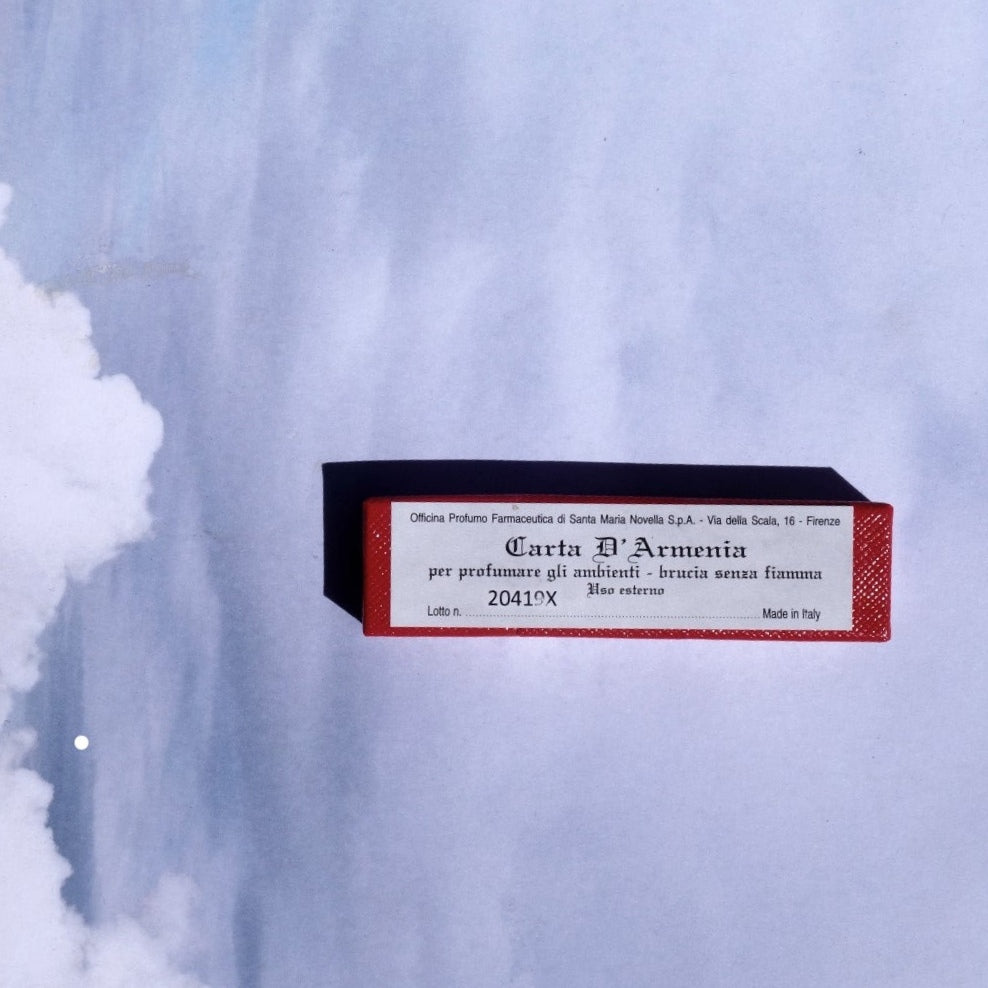 Officina Profumo Farmaceutica di Santa Maria Novella S.p.A. - Via della Scala, 16 - Firenze
Carta D'Armenia
per profumare gli ambienti - brucia senza fiamma
Uso esterno
20419X
Lotto n. Made in Italy